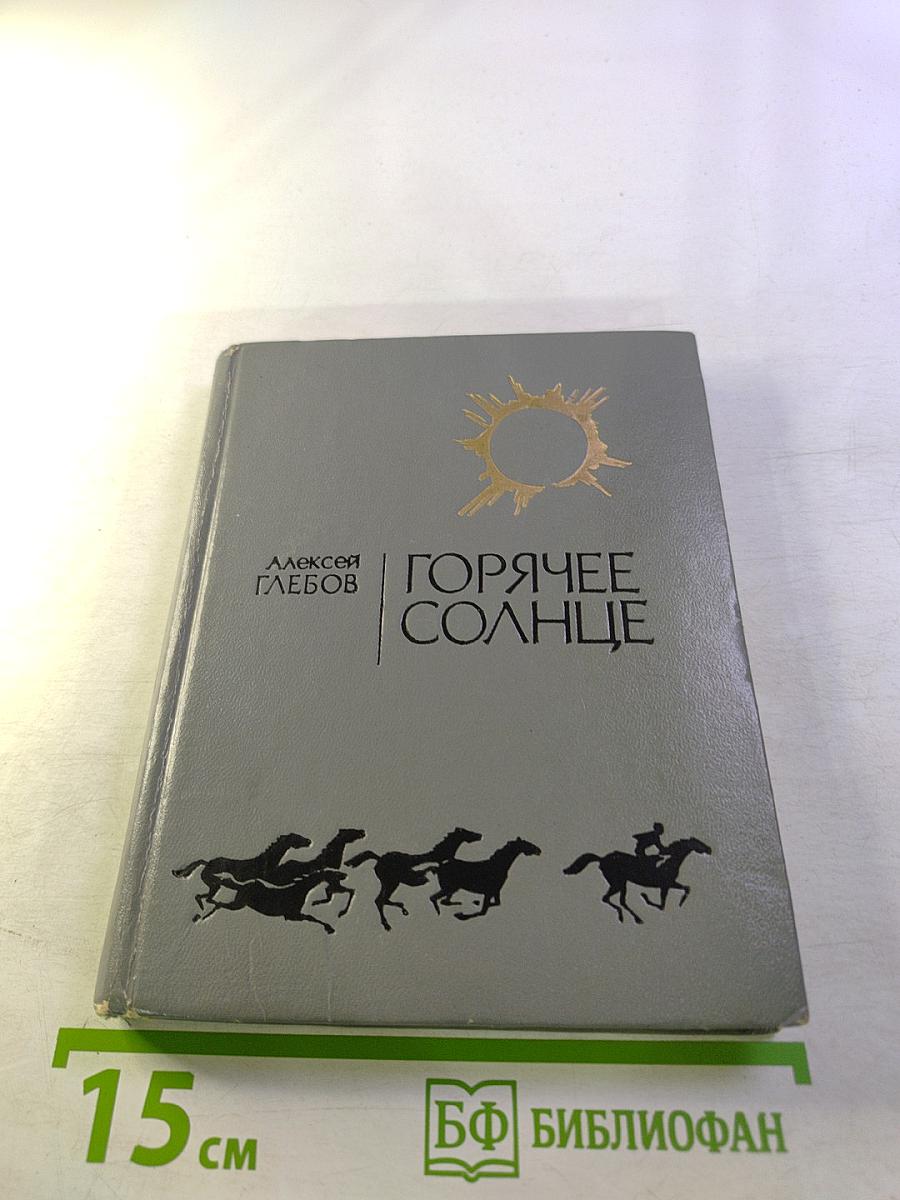 Алексей
ГЛЕБОВ
ГОРЯЧЕЕ
СОЛНЦЕ
15 см
БФ БИБЛИОФАН